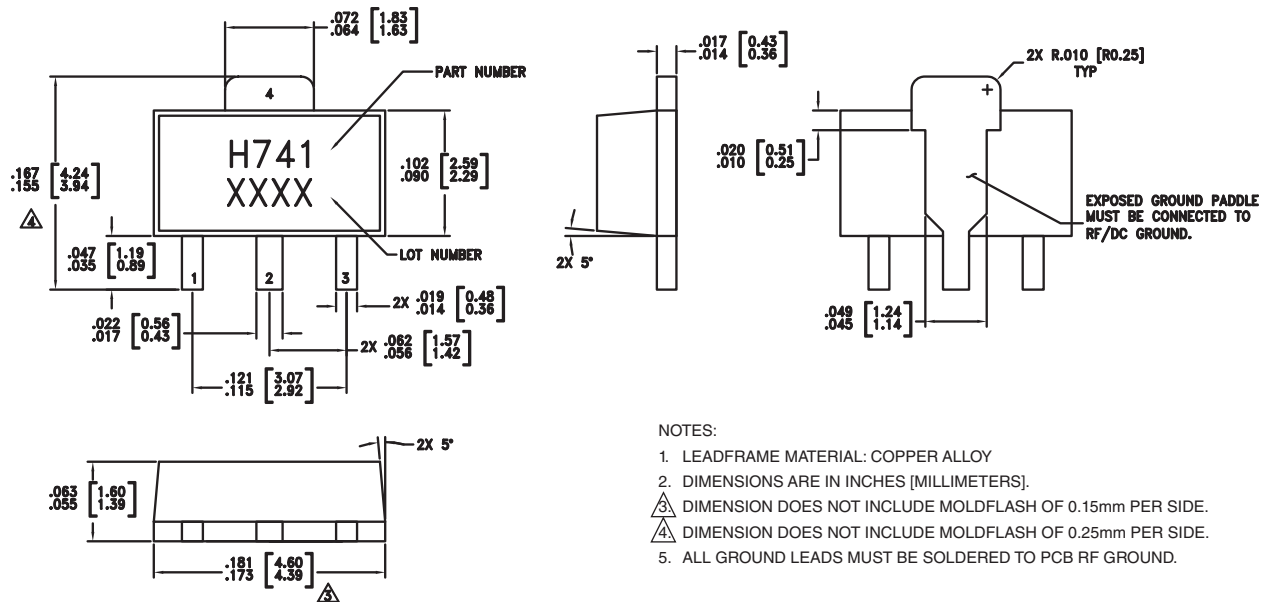 .072 [1.83]
.064 [1.63]
PART NUMBER
4
H741
XXXX
.167 [4.24]
.155 [3.94]
4
.102 [2.59]
.090 [2.29]
.047 [1.19]
.035 [0.89]
LOT NUMBER
1
2
3
2X .019 [0.48]
.014 [0.36]
.022 [0.56]
.017 [0.43]
2X .062 [1.57]
.056 [1.42]
.121 [3.07]
.115 [2.92]
.017 [0.43]
.014 [0.36]
2X 5°
2X R.010 [R0.25]
TYP
+
.020 [0.51]
.010 [0.25]
EXPOSED GROUND PADDLE
MUST BE CONNECTED TO
RF/DC GROUND.
.049 [1.24]
.045 [1.14]
2X 5°
.063 [1.60]
.055 [1.39]
.181 [4.60]
.173 [4.39]
3
NOTES:
1. LEADFRAME MATERIAL: COPPER ALLOY
2. DIMENSIONS ARE IN INCHES [MILLIMETERS].
3. DIMENSION DOES NOT INCLUDE MOLDFLASH OF 0.15mm PER SIDE.
4. DIMENSION DOES NOT INCLUDE MOLDFLASH OF 0.25mm PER SIDE.
5. ALL GROUND LEADS MUST BE SOLDERED TO PCB RF GROUND.